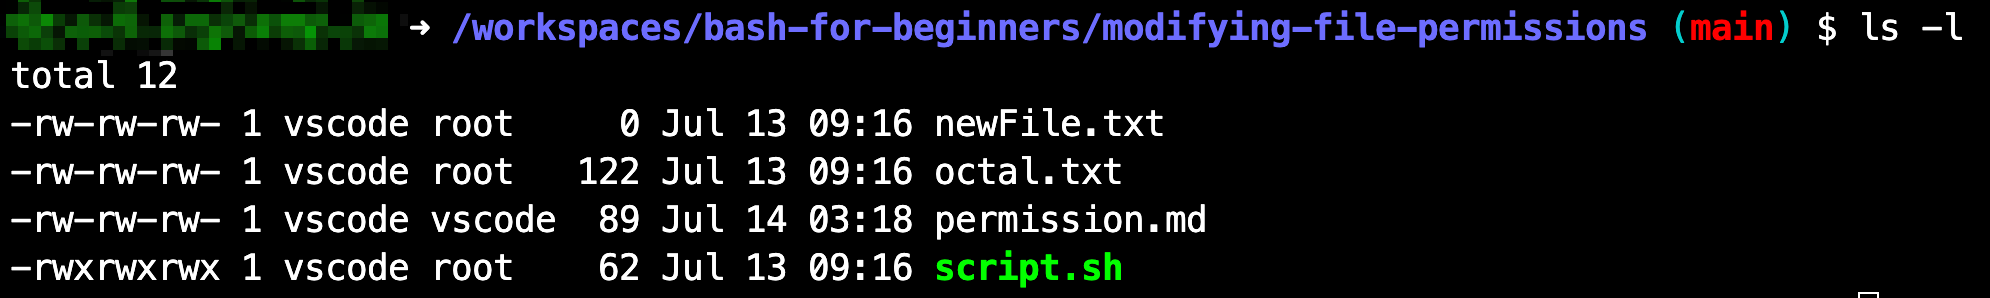 ➜ /workspaces/bash-for-beginners/modifying-file-permissions (main) $ ls -l
total 12
-rw-rw-rw- 1 vscode root     0 Jul 13 09:16 newFile.txt
-rw-rw-rw- 1 vscode root   122 Jul 13 09:16 octal.txt
-rw-rw-rw- 1 vscode vscode  89 Jul 14 03:18 permission.md
-rwxrwxrwx 1 vscode root    62 Jul 13 09:16 script.sh